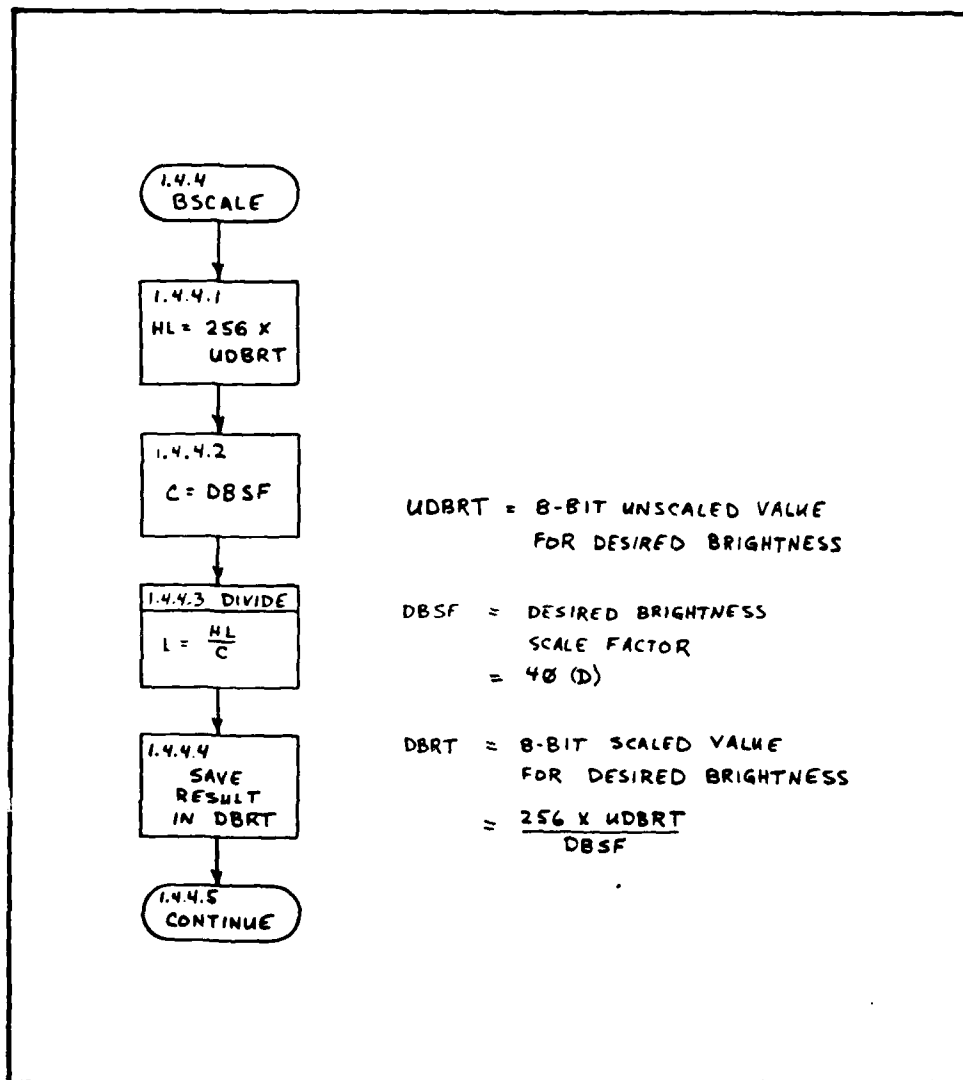 1.4.4
BSCALE
1.4.4.1
HL = 256 X
UDBRT
1.4.4.2
C = DBSF
1.4.4.3 DIVIDE
L = HL
C
1.4.4.4
SAVE
RESULT
IN DBRT
1.4.4.5
CONTINUE
UDBRT = 8-BIT UNSCALED VALUE
FOR DESIRED BRIGHTNESS
DBSF = DESIRED BRIGHTNESS
SCALE FACTOR
= 4Ø (D)
DBRT = 8-BIT SCALED VALUE
FOR DESIRED BRIGHTNESS
= 256 X UDBRT
DBSF